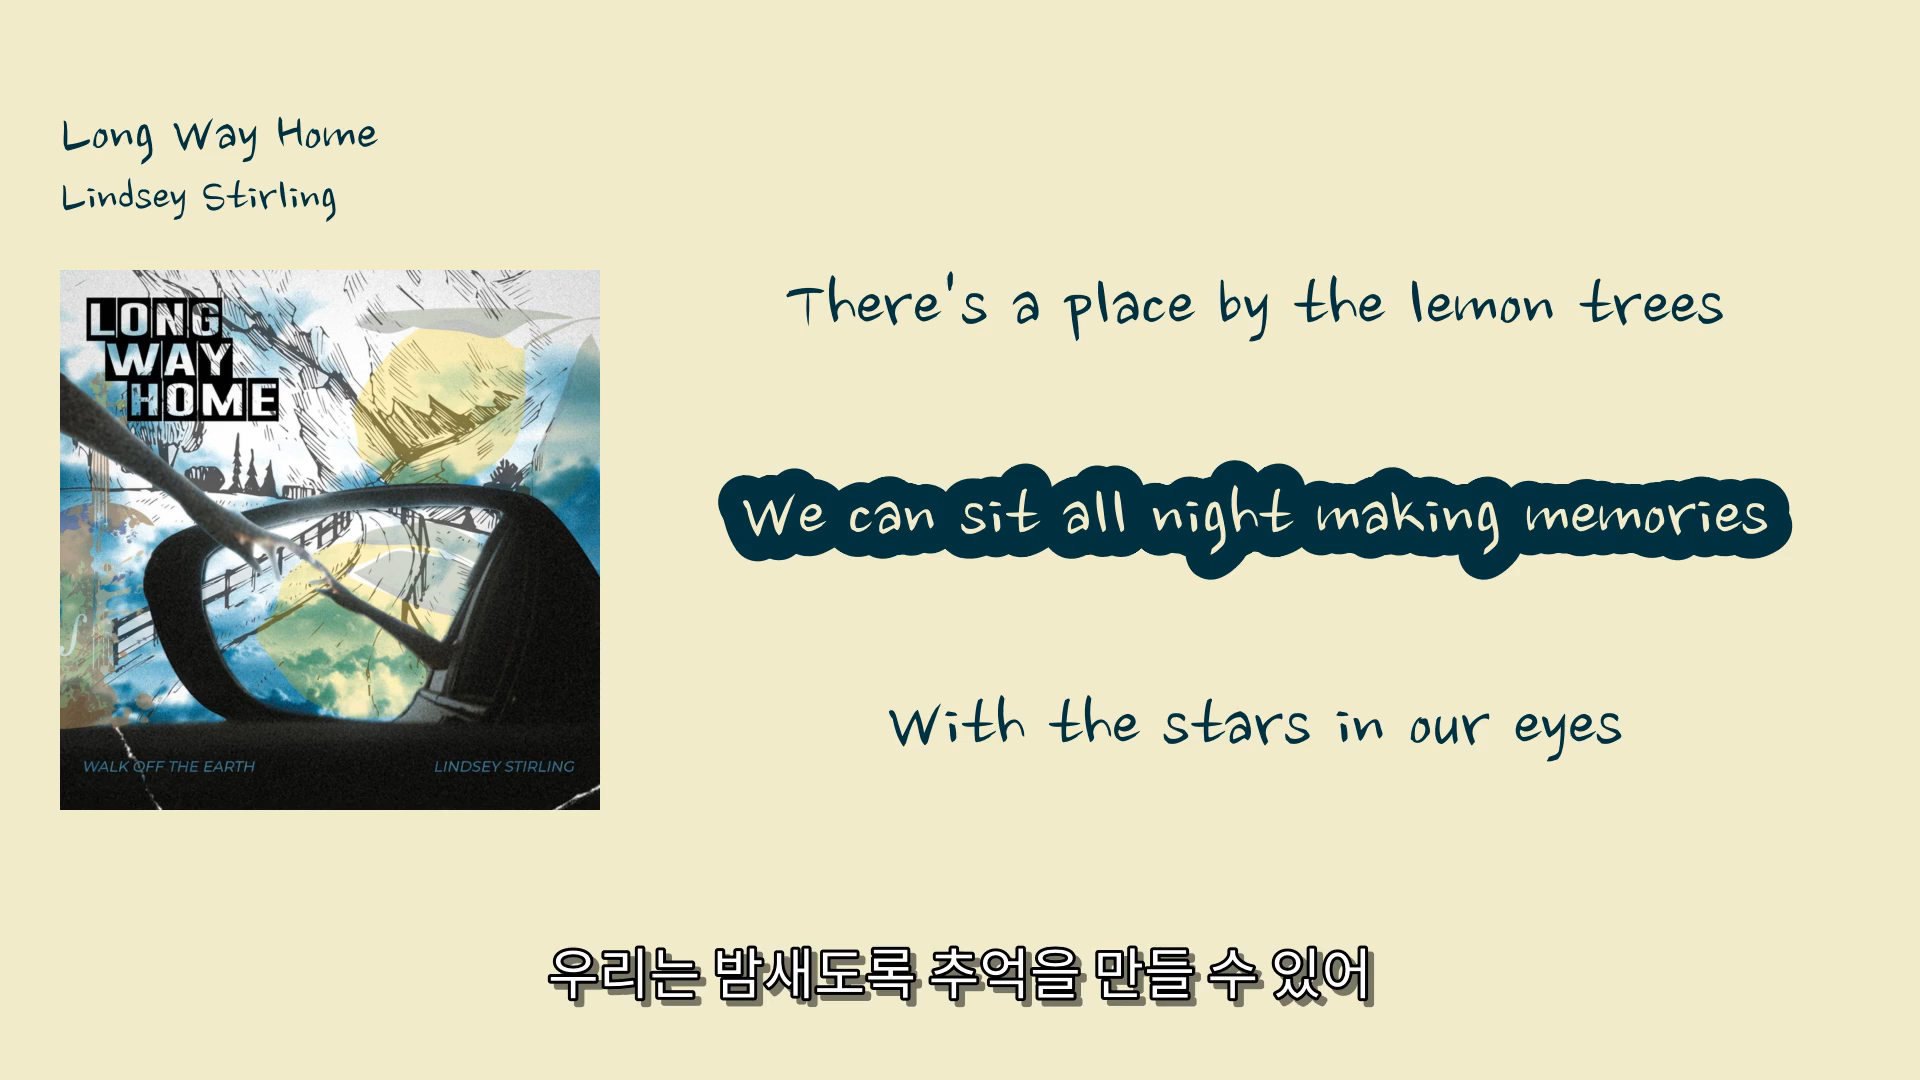 Long Way Home
Lindsey Stirling
LONG
WAY
HOME
WALK OFF THE EARTH
LINDSEY STIRLING
There's a place by the lemon trees
We can sit all night making memories
With the stars in our eyes
우리는 밤새도록 추억을 만들 수 있어